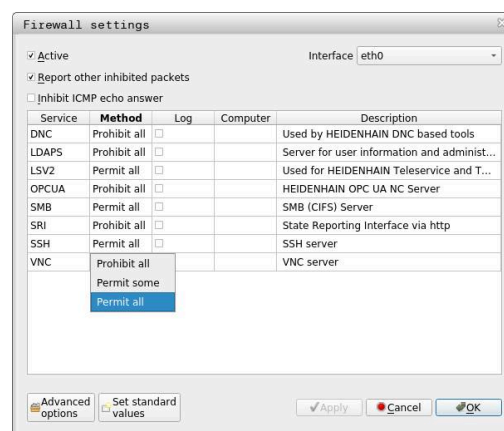 Firewall settings
Active
Interface eth0
Report other inhibited packets
Inhibit ICMP echo answer
Service Method Log Computer Description
DNC Prohibit all Used by HEIDENHAIN DNC based tools
LDAPS Prohibit all Server for user information and administ...
LSV2 Permit all Used for HEIDENHAIN Teleservice and T...
OPCUA Prohibit all HEIDENHAIN OPC UA NC Server
SMB Permit all SMB (CIFS) Server
SRI Prohibit all State Reporting Interface via http
SSH Permit all SSH server
VNC VNC server
Prohibit all
Permit some
Permit all
Advanced options
Set standard values
Apply
Cancel
OK